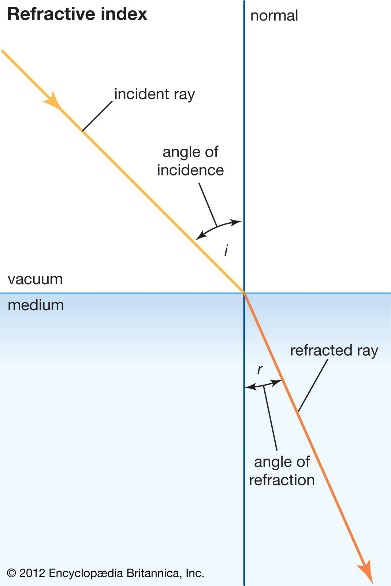 Refractive index
normal
incident ray
angle of
incidence
i
vacuum
medium
refracted ray
r
angle of
refraction
© 2012 Encyclopædia Britannica, Inc.